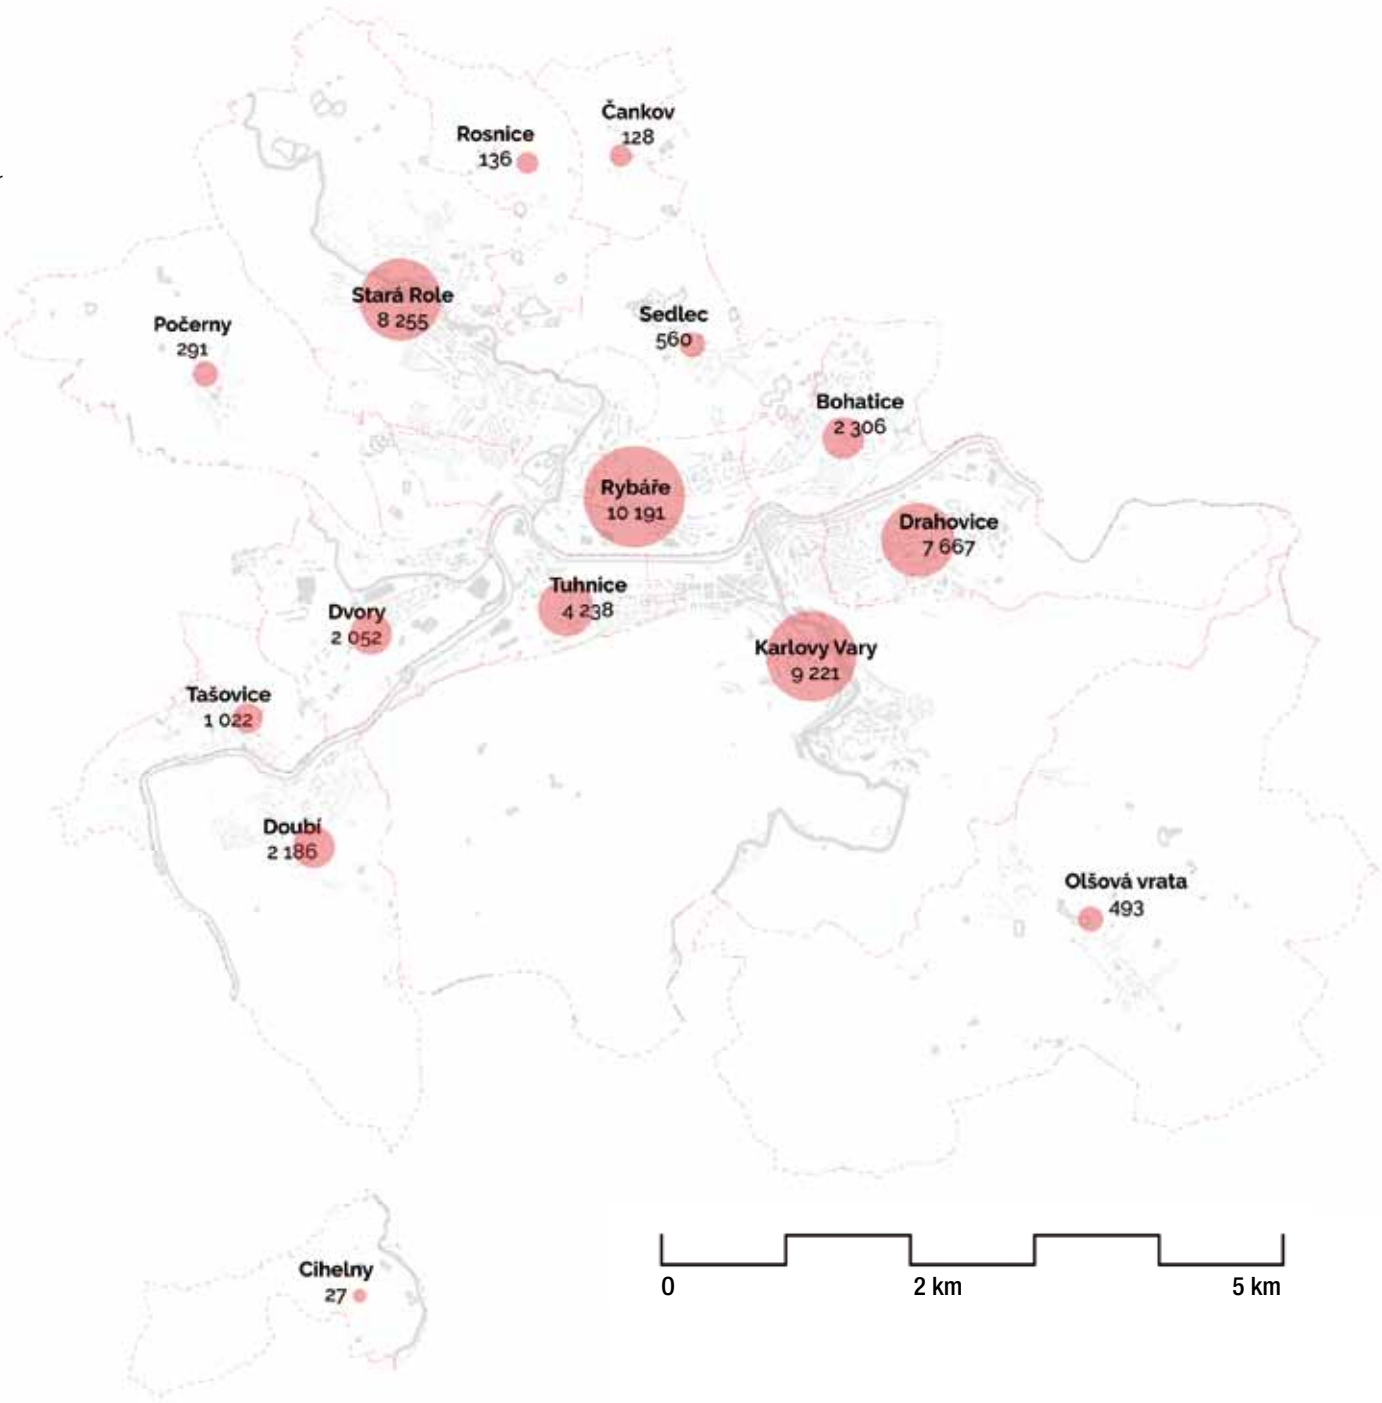 Čankov
128
Rosnice
136
Stará Role
8 255
Sedlec
560
Počerny
291
Bohatice
2 306
Rybáře
10 191
Drahovice
7 667
Tuhnice
4 238
Dvory
2 052
Karlovy Vary
9 221
Tašovice
1 022
Doubí
2 186
Olšová vrata
493
Cihelny
27
0 2 km 5 km